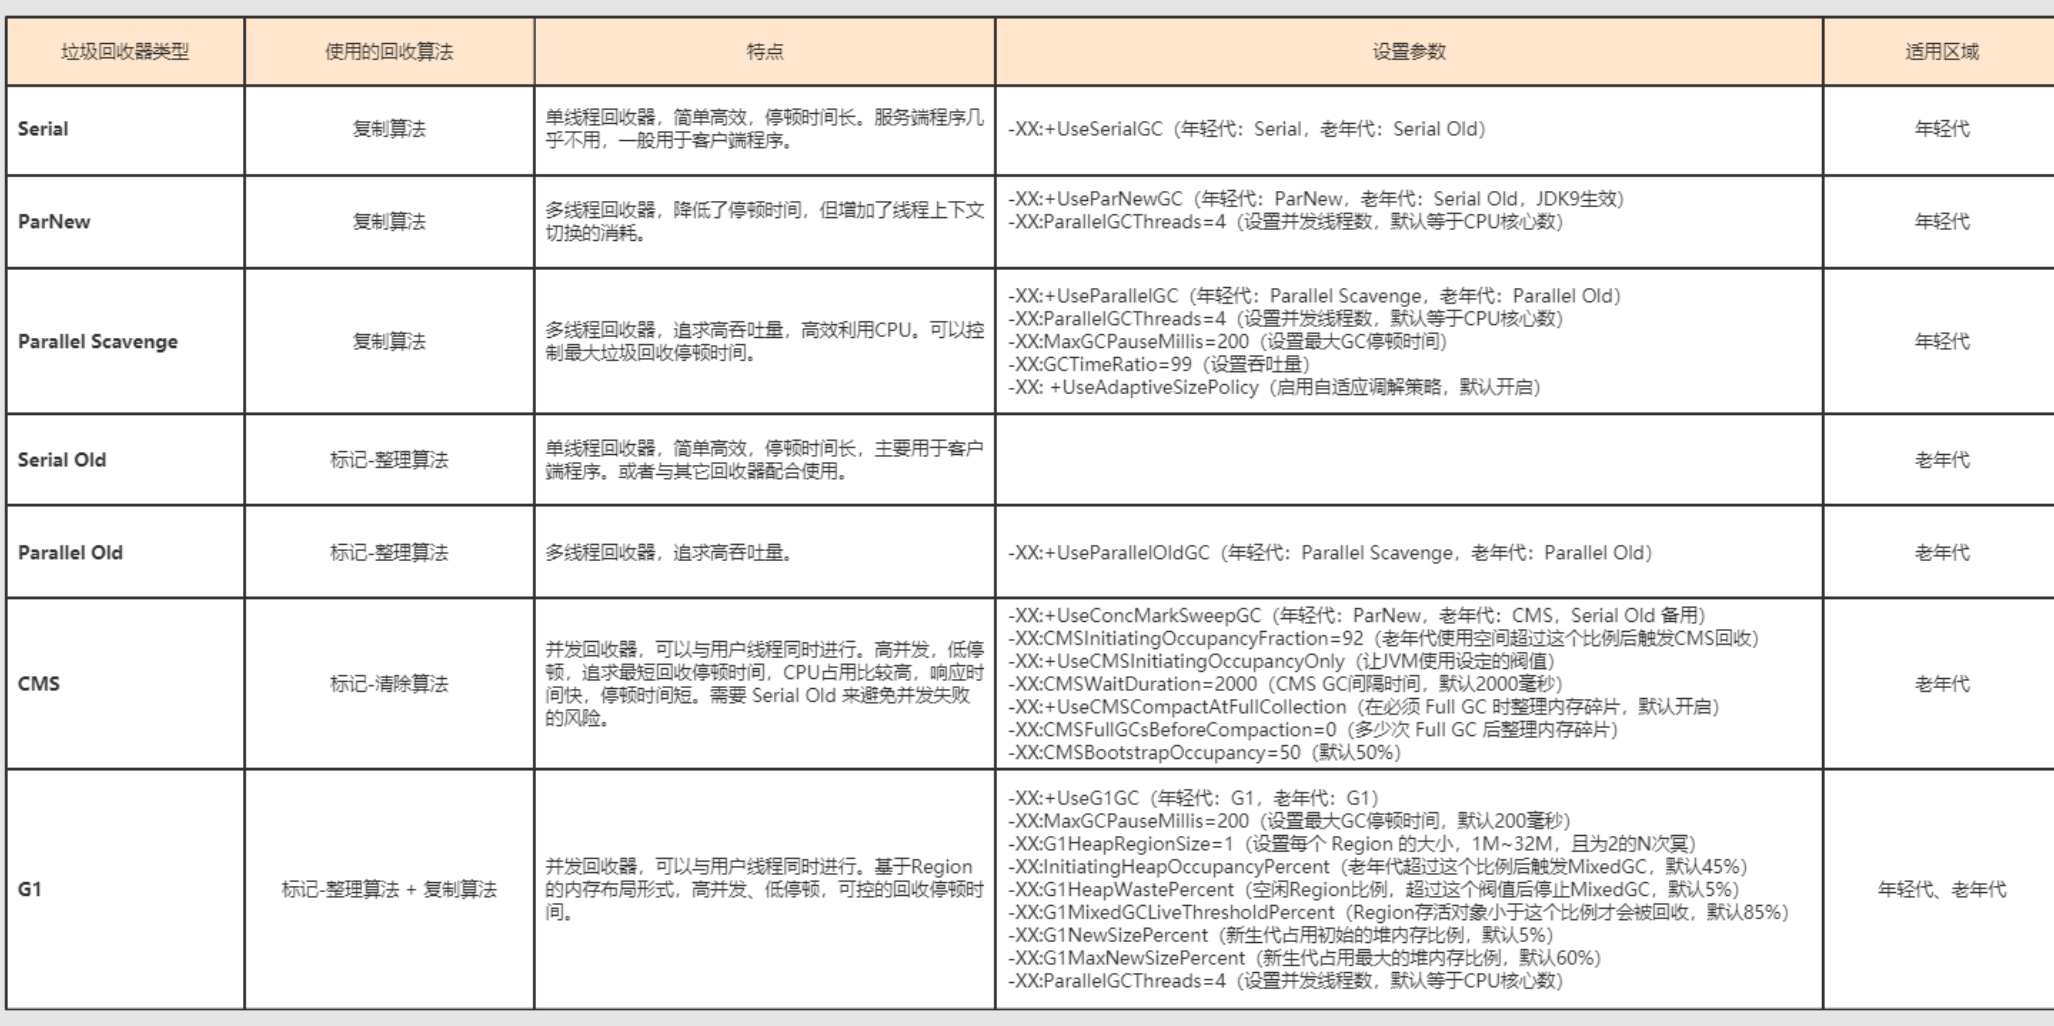 垃圾回收器类型
使用的回收算法
特点
设置参数
适用区域
Serial
复制算法
单线程回收器，简单高效，停顿时间长。服务端程序几
乎不用，一般用于客户端程序。
-XX:+UseSerialGC（年轻代：Serial，老年代：Serial Old）
年轻代
ParNew
复制算法
多线程回收器，降低了停顿时间，但增加了线程上下文
切换的消耗。
-XX:+UseParNewGC（年轻代：ParNew，老年代：Serial Old，JDK9生效）
-XX:ParallelGCThreads=4（设置并发线程数，默认等于CPU核心数）
年轻代
Parallel Scavenge
复制算法
多线程回收器，追求高吞吐量，高效利用CPU。可以控
制最大垃圾回收停顿时间。
-XX:+UseParallelGC（年轻代：Parallel Scavenge，老年代：Parallel Old）
-XX:ParallelGCThreads=4（设置并发线程数，默认等于CPU核心数）
-XX:MaxGCPauseMillis=200（设置最大GC停顿时间）
-XX:GCTimeRatio=99（设置吞吐量）
-XX: +UseAdaptiveSizePolicy（启用自适应调解策略，默认开启）
年轻代
Serial Old
标记-整理算法
单线程回收器，简单高效，停顿时间长，主要用于客户
端程序。或者与其它回收器配合使用。
老年代
Parallel Old
标记-整理算法
多线程回收器，追求高吞吐量。
-XX:+UseParallelOldGC（年轻代：Parallel Scavenge，老年代：Parallel Old）
老年代
CMS
标记-清除算法
并发回收器，可以与用户线程同时进行。高并发，低停
顿，追求最短回收停顿时间，CPU占用比较高，响应时
间快，停顿时间短。需要 Serial Old 来避免并发失败
的风险。
-XX:+UseConcMarkSweepGC（年轻代：ParNew，老年代：CMS，Serial Old 备用）
-XX:CMSInitiatingOccupancyFraction=92（老年代使用空间超过这个比例后触发CMS回收）
-XX:+UseCMSInitiatingOccupancyOnly（让JVM使用设定的阀值）
-XX:CMSWaitDuration=2000（CMS GC间隔时间，默认2000毫秒）
-XX:+UseCMSCompactAtFullCollection（在必须 Full GC 时整理内存碎片，默认开启）
-XX:CMSFullGCsBeforeCompaction=0（多少次 Full GC 后整理内存碎片）
-XX:CMSBootstrapOccupancy=50（默认50%）
老年代
G1
标记-整理算法 + 复制算法
并发回收器，可以与用户线程同时进行。基于Region
的内存布局形式，高并发、低停顿，可控的回收停顿时
间。
-XX:+UseG1GC（年轻代：G1，老年代：G1）
-XX:MaxGCPauseMillis=200（设置最大GC停顿时间，默认200毫秒）
-XX:G1HeapRegionSize=1（设置每个 Region 的大小，1M~32M，且为2的N次冥）
-XX:InitiatingHeapOccupancyPercent（老年代超过这个比例后触发MixedGC，默认45%）
-XX:G1HeapWastePercent（空闲Region比例，超过这个阀值后停止MixedGC，默认5%）
-XX:G1MixedGCLiveThresholdPercent（Region存活对象小于这个比例才会被回收，默认85%）
-XX:G1NewSizePercent（新生代占用初始的堆内存比例，默认5%）
-XX:G1MaxNewSizePercent（新生代占用最大的堆内存比例，默认60%）
-XX:ParallelGCThreads=4（设置并发线程数，默认等于CPU核心数）
年轻代、老年代